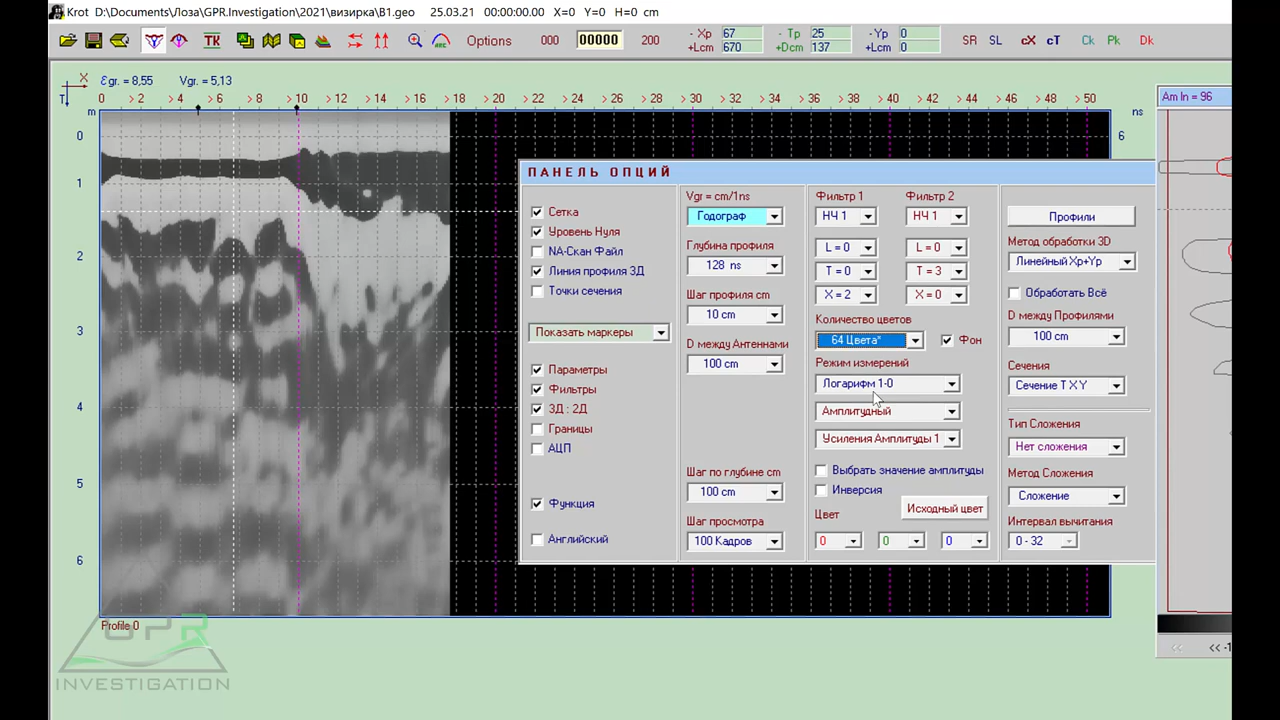 Krot D:\Documents\Лоза\GPR.Investigation\2021\визирка\B1.geo 25.03.21 00:00:00.00 X=0 Y=0 H=0 cm
TK Options 000 00000 200 - Xp 67 - Tp 25 - Yp 0 SR SL cX cT Ck Pk Dk
+Lcm 670 +Dcm 137 +Lcm 0
X Ɛgr. = 8,55 Vgr. = 5,13
T
m 0 > 2 > 4 > 6 > 8 > 10 > 12 > 14 > 16 > 18 > 20 > 22 > 24 > 26 > 28 > 30 > 32 > 34 > 36 > 38 > 40 > 42 > 44 > 46 > 48 > 50 ns
Am In = 96
0
1
2
3
4
5
6
6
ПАНЕЛЬ ОПЦИЙ
Сетка
Уровень Нуля
NA-Скан Файл
Линия профиля 3Д
Точки сечения
Показать маркеры
Параметры
Фильтры
3Д : 2Д
Границы
АЦП
Функция
Английский
Vgr = cm/1ns
Годограф
Глубина профиля
128 ns
Шаг профиля cm
10 cm
D между Антеннами
100 cm
Шаг по глубине cm
100 cm
Шаг просмотра
100 Кадров
Фильтр 1 Фильтр 2
НЧ 1 НЧ 1
L = 0 L = 0
T = 0 T = 3
X = 2 X = 0
Количество цветов
64 Цвета* Фон
Режим измерений
Логарифм 1-0
Амплитудный
Усиления Амплитуды 1
Выбрать значение амплитуды
Инверсия
Цвет Исходный цвет
0 0 0
Профили
Метод обработки 3D
Линейный Xp+Yp
Обработать Всё
D между Профилями
100 cm
Сечения
Сечение T X Y
Тип Сложения
Нет сложения
Метод Сложения
Сложение
Интервал вычитания
0 - 32
Profile 0
<< << -1
GPR
INVESTIGATION